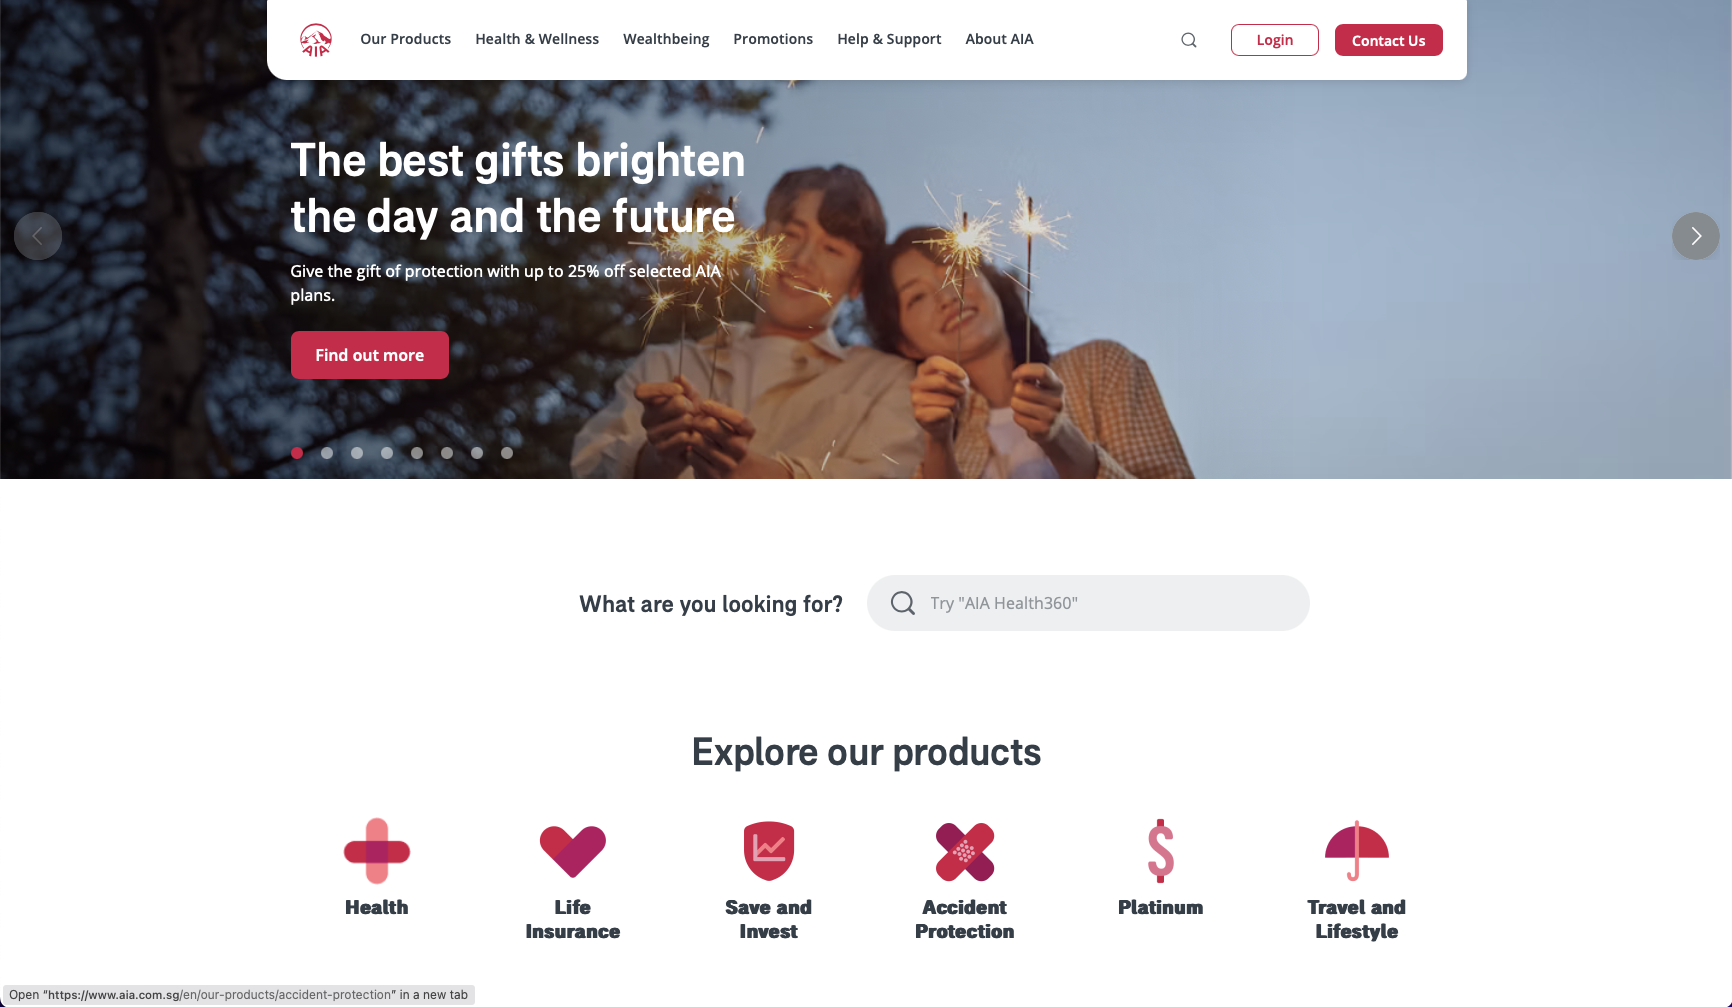 AIA
Our Products
Health & Wellness
Wealthbeing
Promotions
Help & Support
About AIA
Login
Contact Us
The best gifts brighten
the day and the future
Give the gift of protection with up to 25% off selected AIA
plans.
Find out more
What are you looking for?
Try "AIA Health360"
Explore our products
Health
Life
Insurance
Save and
Invest
Accident
Protection
Platinum
Travel and
Lifestyle
Open "https://www.aia.com.sg/en/our-products/accident-protection" in a new tab